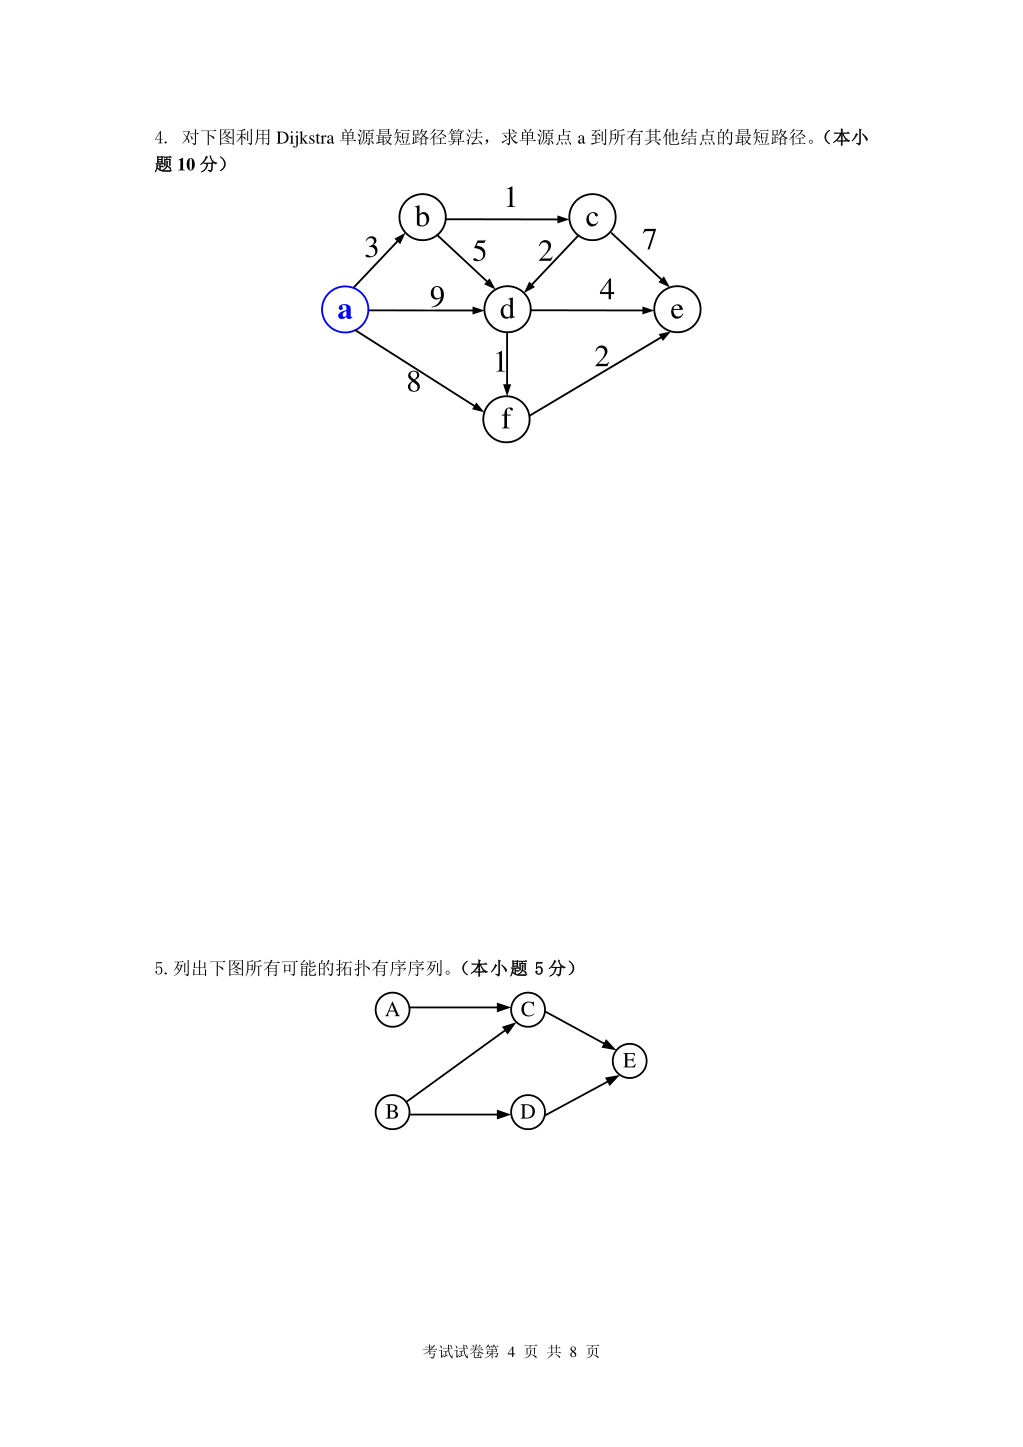 4. 对下图利用 Dijkstra 单源最短路径算法，求单源点 a 到所有其他结点的最短路径。（本小
题 10 分）
1
b
c
3
5
2
7
a
9
d
4
e
8
1
2
f
5.列出下图所有可能的拓扑有序序列。（本小题 5 分）
A
C
E
B
D
考试试卷第 4 页 共 8 页